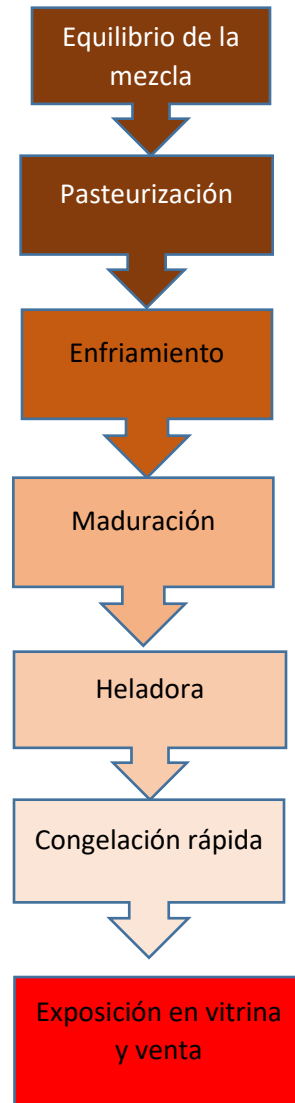 Equilibrio de la
mezcla
Pasteurización
Enfriamiento
Maduración
Heladora
Congelación rápida
Exposición en vitrina
y venta